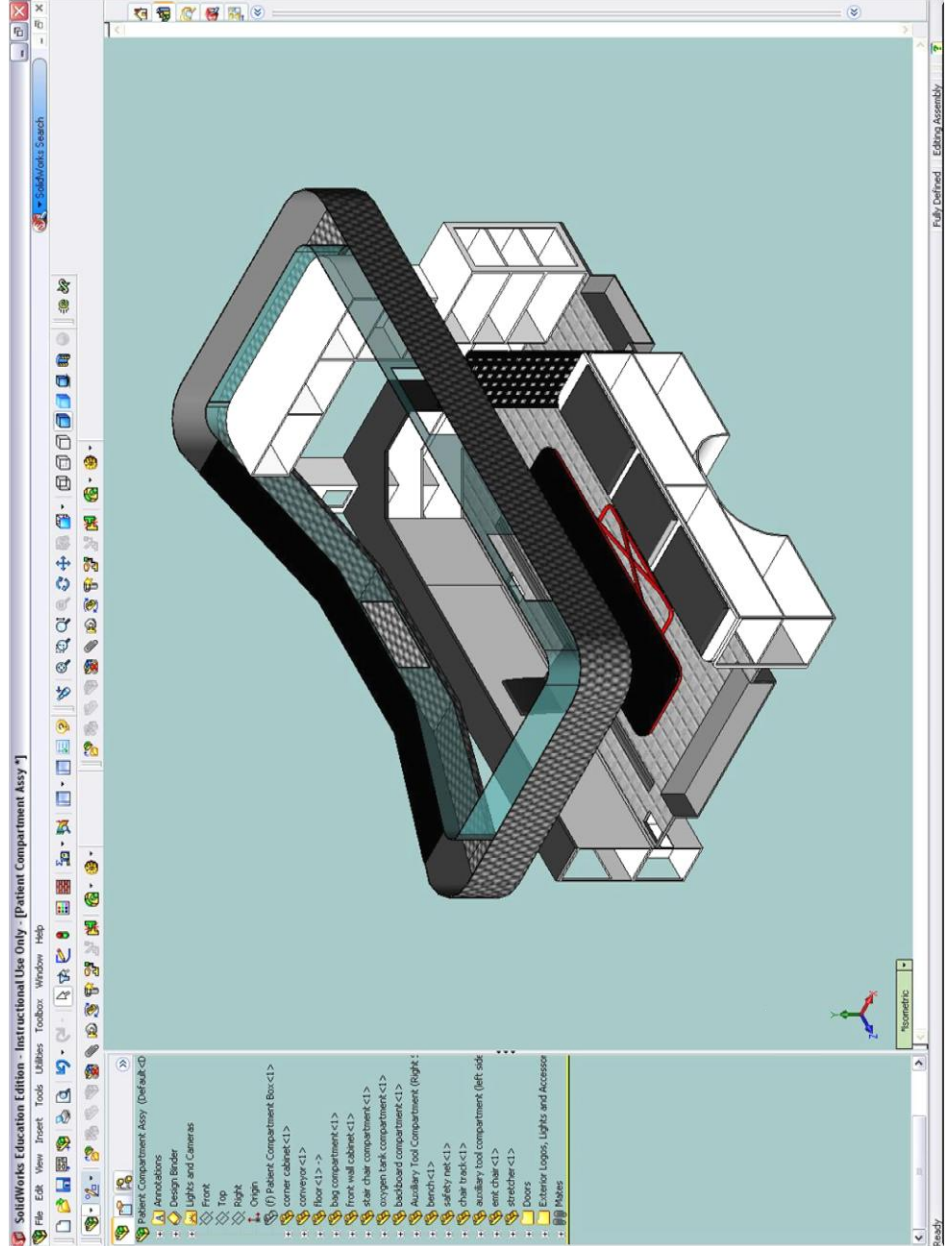 SolidWorks Education Edition - Instructional Use Only - [Patient Compartment Assy *]
File Edit View Insert Tools Utilities Toolbox Window Help
SolidWorks Search
Patient Compartment Assy (Default<D
Annotations
Design Binder
Lights and Cameras
Front
Top
Right
Origin
(f) Patient Compartment Box<1>
corner cabinet<1>
conveyor<1>
floor<1> ->
bag compartment<1>
front wall cabinet<1>
stair chair compartment<1>
oxygen tank compartment<1>
backboard compartment<1>
Auxiliary Tool Compartment (Right :
bench<1>
safety net<1>
chair track<1>
auxiliary tool compartment (left side
emt chair<1>
stretcher<1>
Doors
Exterior Logos, Lights and Accessor
Mates
Y
X
Z
*Isometric
Ready
Fully Defined
Editing Assembly
?